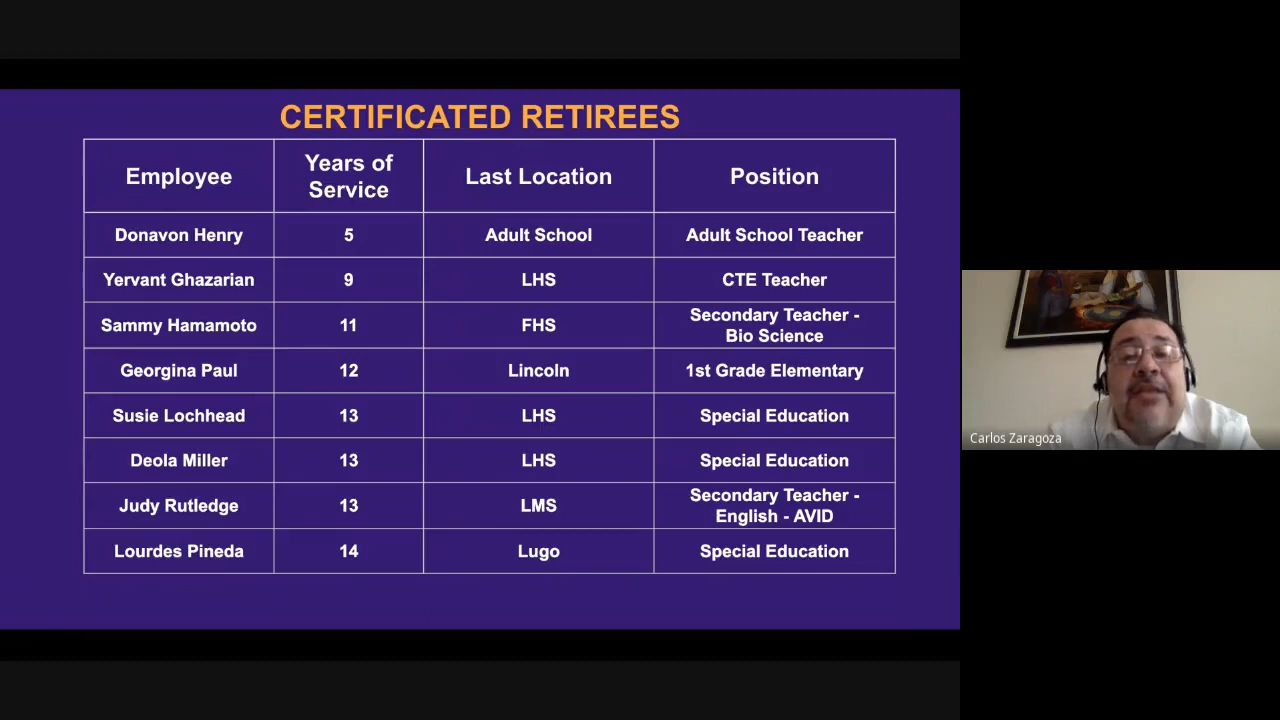 CERTIFICATED RETIREES
Employee
Years of
Service
Last Location
Position
Donavon Henry
5
Adult School
Adult School Teacher
Yervant Ghazarian
9
LHS
CTE Teacher
Sammy Hamamoto
11
FHS
Secondary Teacher -
Bio Science
Georgina Paul
12
Lincoln
1st Grade Elementary
Susie Lochhead
13
LHS
Special Education
Deola Miller
13
LHS
Special Education
Judy Rutledge
13
LMS
Secondary Teacher -
English - AVID
Lourdes Pineda
14
Lugo
Special Education
Carlos Zaragoza